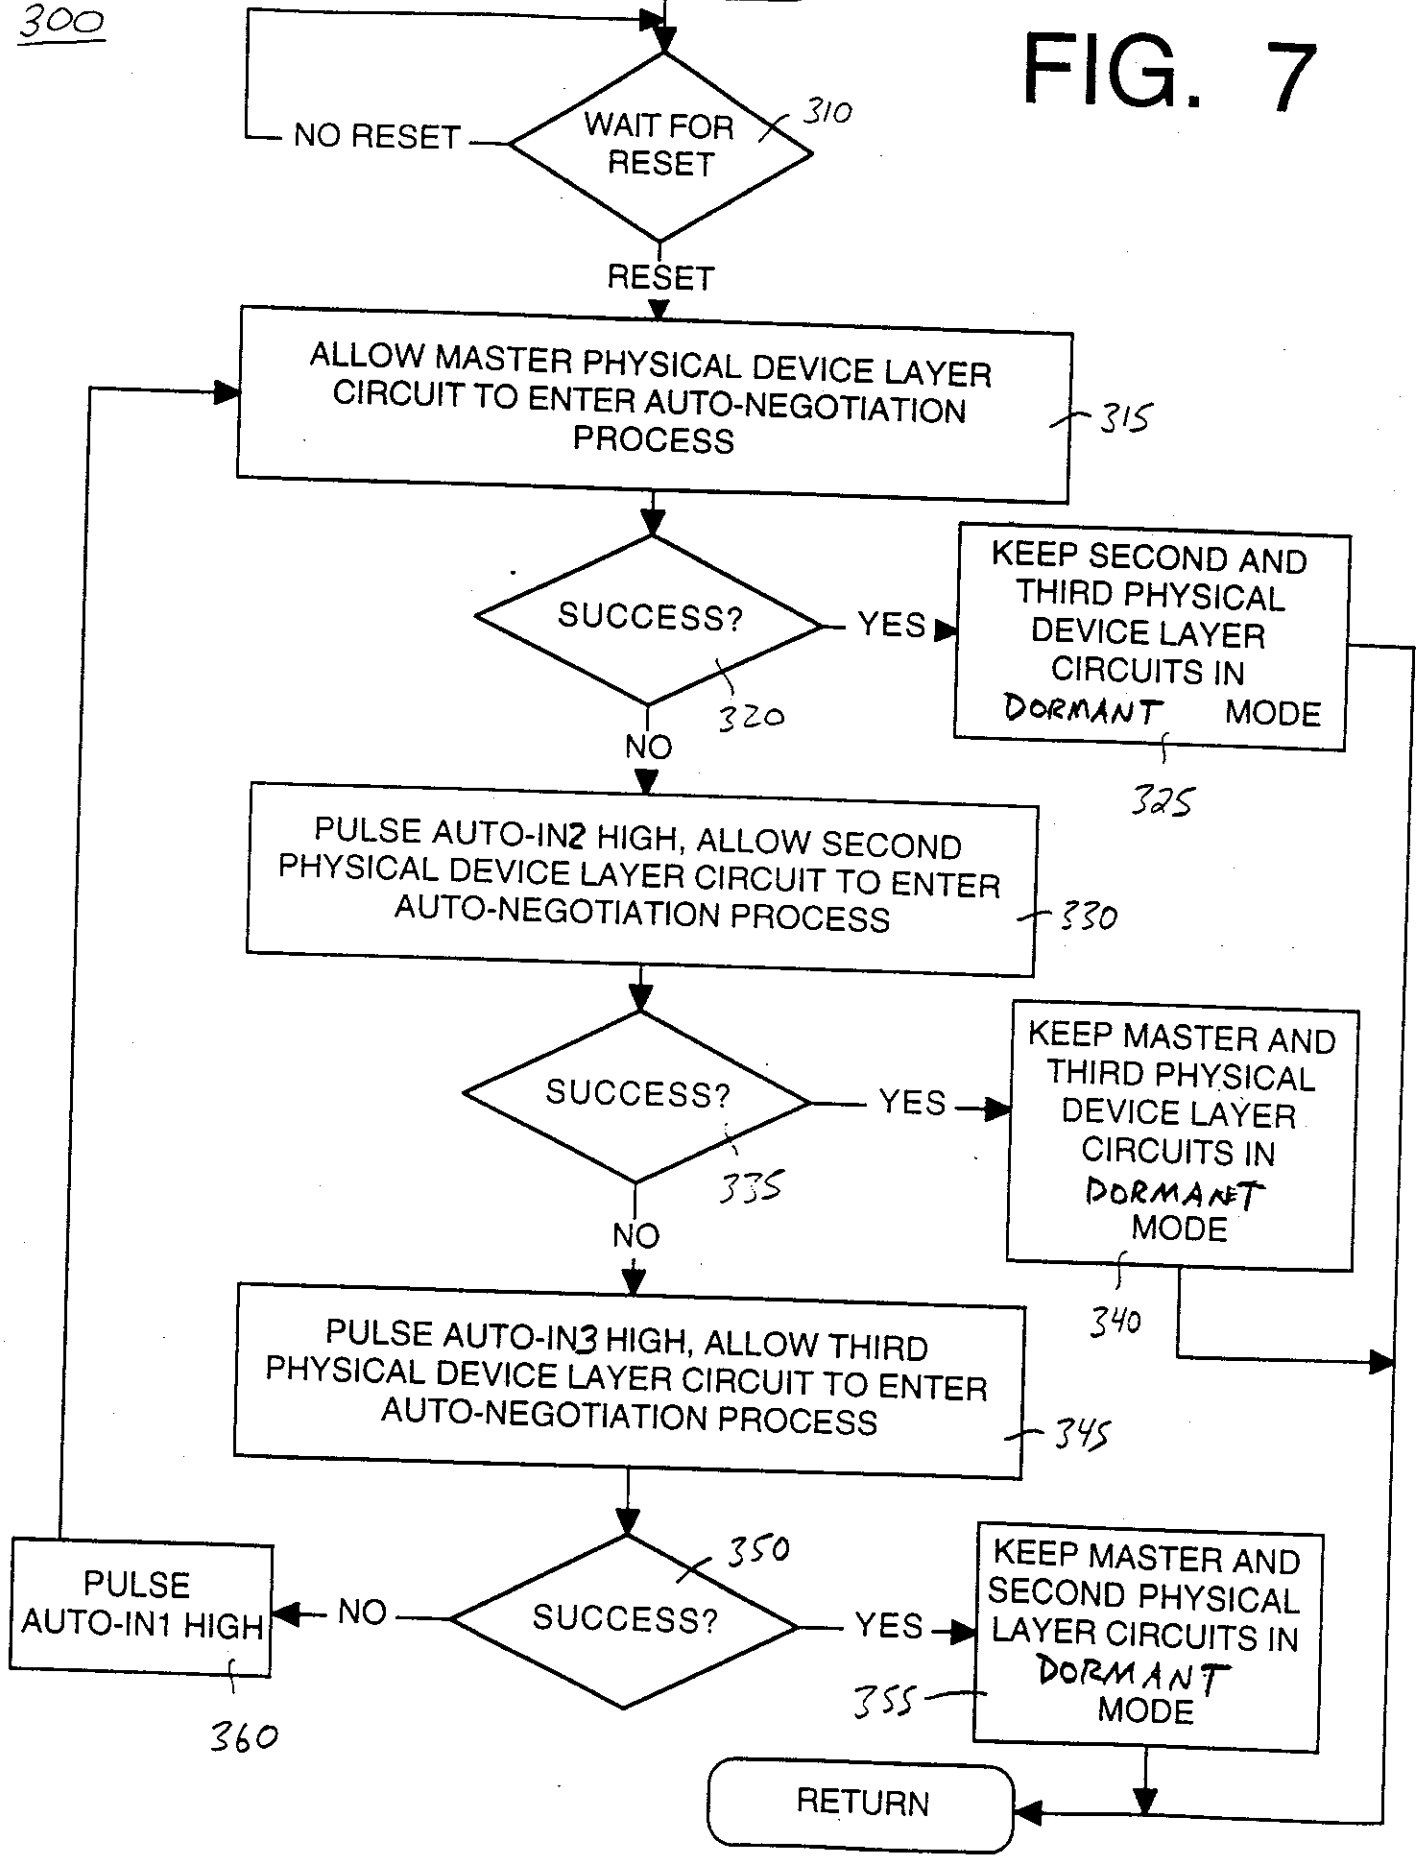 300
FIG. 7
WAIT FOR
RESET
310
NO RESET
RESET
ALLOW MASTER PHYSICAL DEVICE LAYER
CIRCUIT TO ENTER AUTO-NEGOTIATION
PROCESS
315
SUCCESS?
YES
320
NO
KEEP SECOND AND
THIRD PHYSICAL
DEVICE LAYER
CIRCUITS IN
DORMANT MODE
325
PULSE AUTO-IN2 HIGH, ALLOW SECOND
PHYSICAL DEVICE LAYER CIRCUIT TO ENTER
AUTO-NEGOTIATION PROCESS
330
SUCCESS?
YES
335
NO
KEEP MASTER AND
THIRD PHYSICAL
DEVICE LAYER
CIRCUITS IN
DORMANT
MODE
340
PULSE AUTO-IN3 HIGH, ALLOW THIRD
PHYSICAL DEVICE LAYER CIRCUIT TO ENTER
AUTO-NEGOTIATION PROCESS
345
350
SUCCESS?
YES
NO
PULSE
AUTO-IN1 HIGH
360
KEEP MASTER AND
SECOND PHYSICAL
LAYER CIRCUITS IN
DORMANT
MODE
355
RETURN